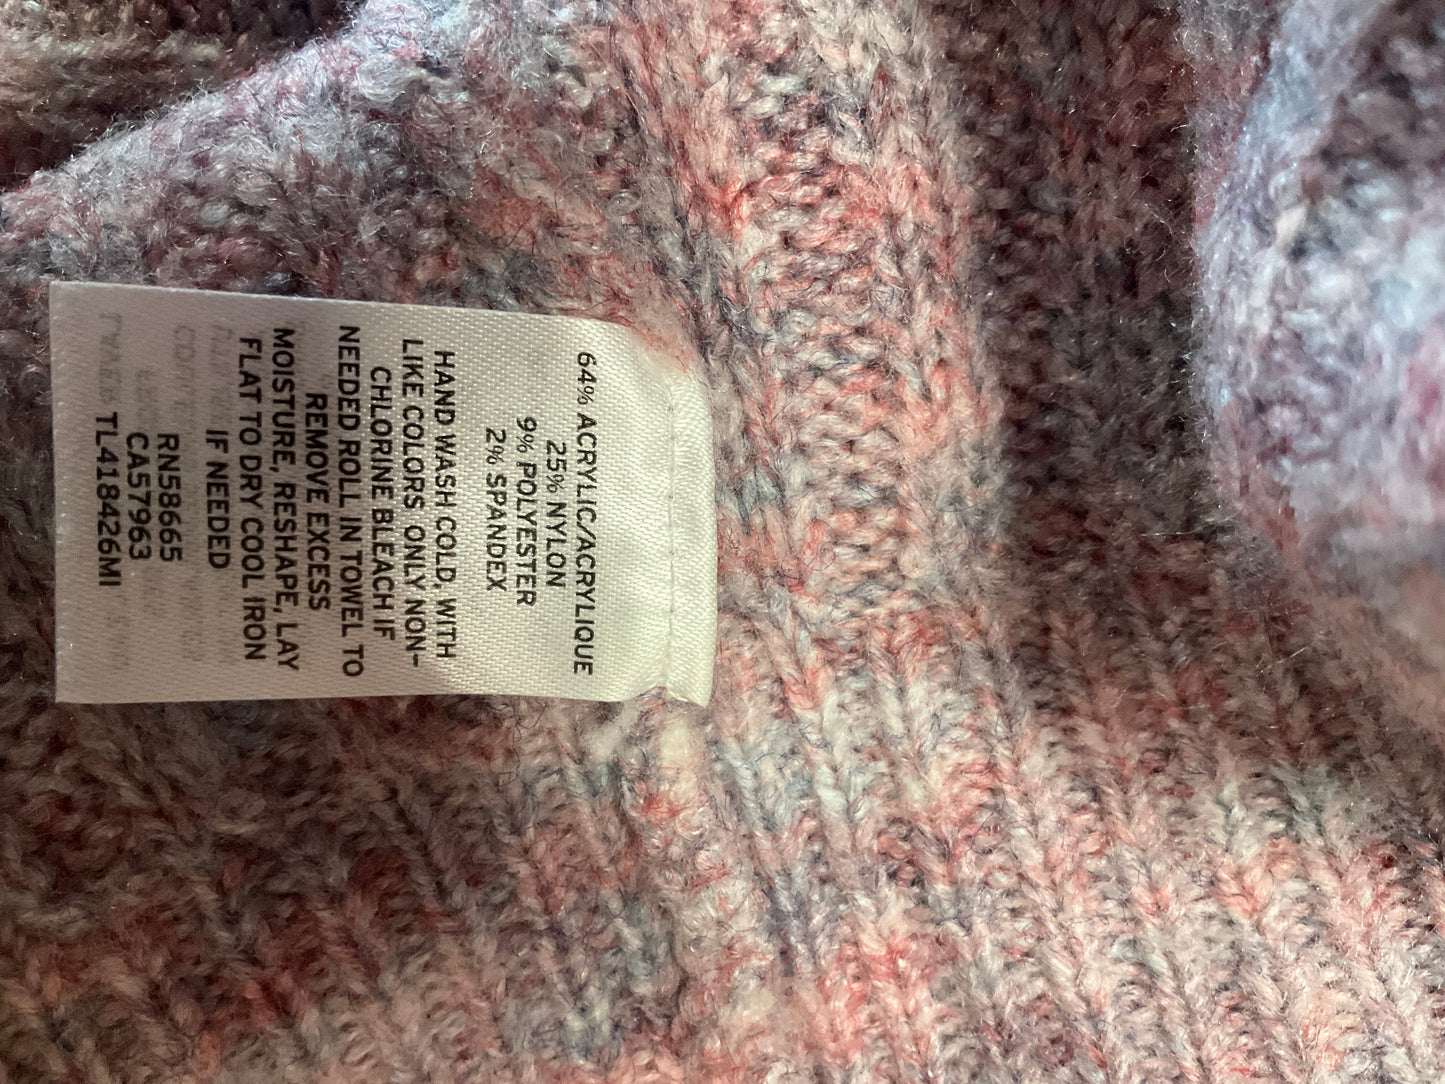 64% ACRYLIC/ACRYLIQUE
25% NYLON
9% POLYESTER
2% SPANDEX
HAND WASH COLD, WITH
LIKE COLORS ONLY NON-
CHLORINE BLEACH IF
NEEDED ROLL IN TOWEL TO
REMOVE EXCESS
MOISTURE, RESHAPE, LAY
FLAT TO DRY COOL IRON
IF NEEDED
RN58665
CA57963
TL418426MI